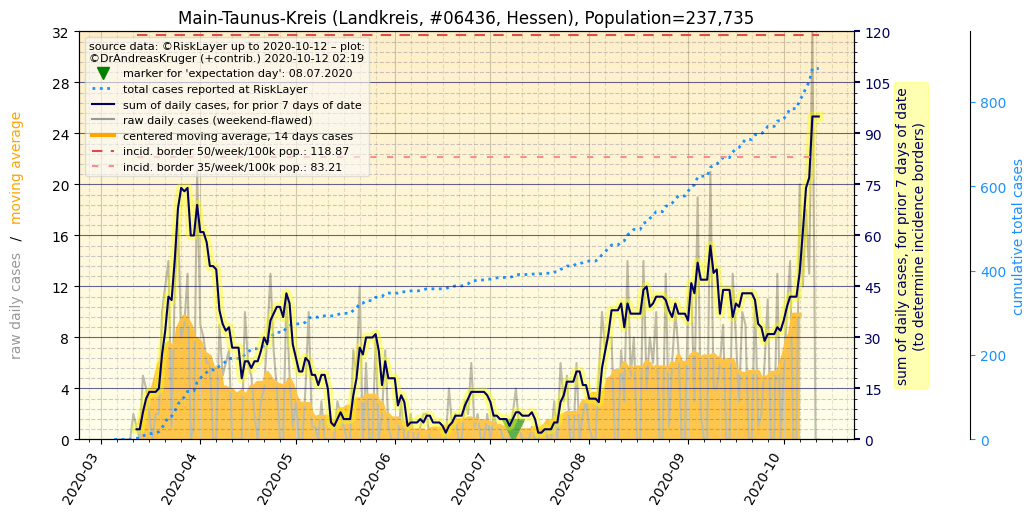 Main-Taunus-Kreis (Landkreis, #06436, Hessen), Population=237,735
source data: ©RiskLayer up to 2020-10-12 – plot:
©DrAndreasKruger (+contrib.) 2020-10-12 02:19
marker for 'expectation day': 08.07.2020
total cases reported at RiskLayer
sum of daily cases, for prior 7 days of date
raw daily cases (weekend-flawed)
centered moving average, 14 days cases
incid. border 50/week/100k pop.: 118.87
incid. border 35/week/100k pop.: 83.21
raw daily cases / moving average
32
28
24
20
16
12
8
4
0
120
105
90
75
60
45
30
15
0
sum of daily cases, for prior 7 days of date
(to determine incidence borders)
800
600
400
200
0
cumulative total cases
2020-03
2020-04
2020-05
2020-06
2020-07
2020-08
2020-09
2020-10